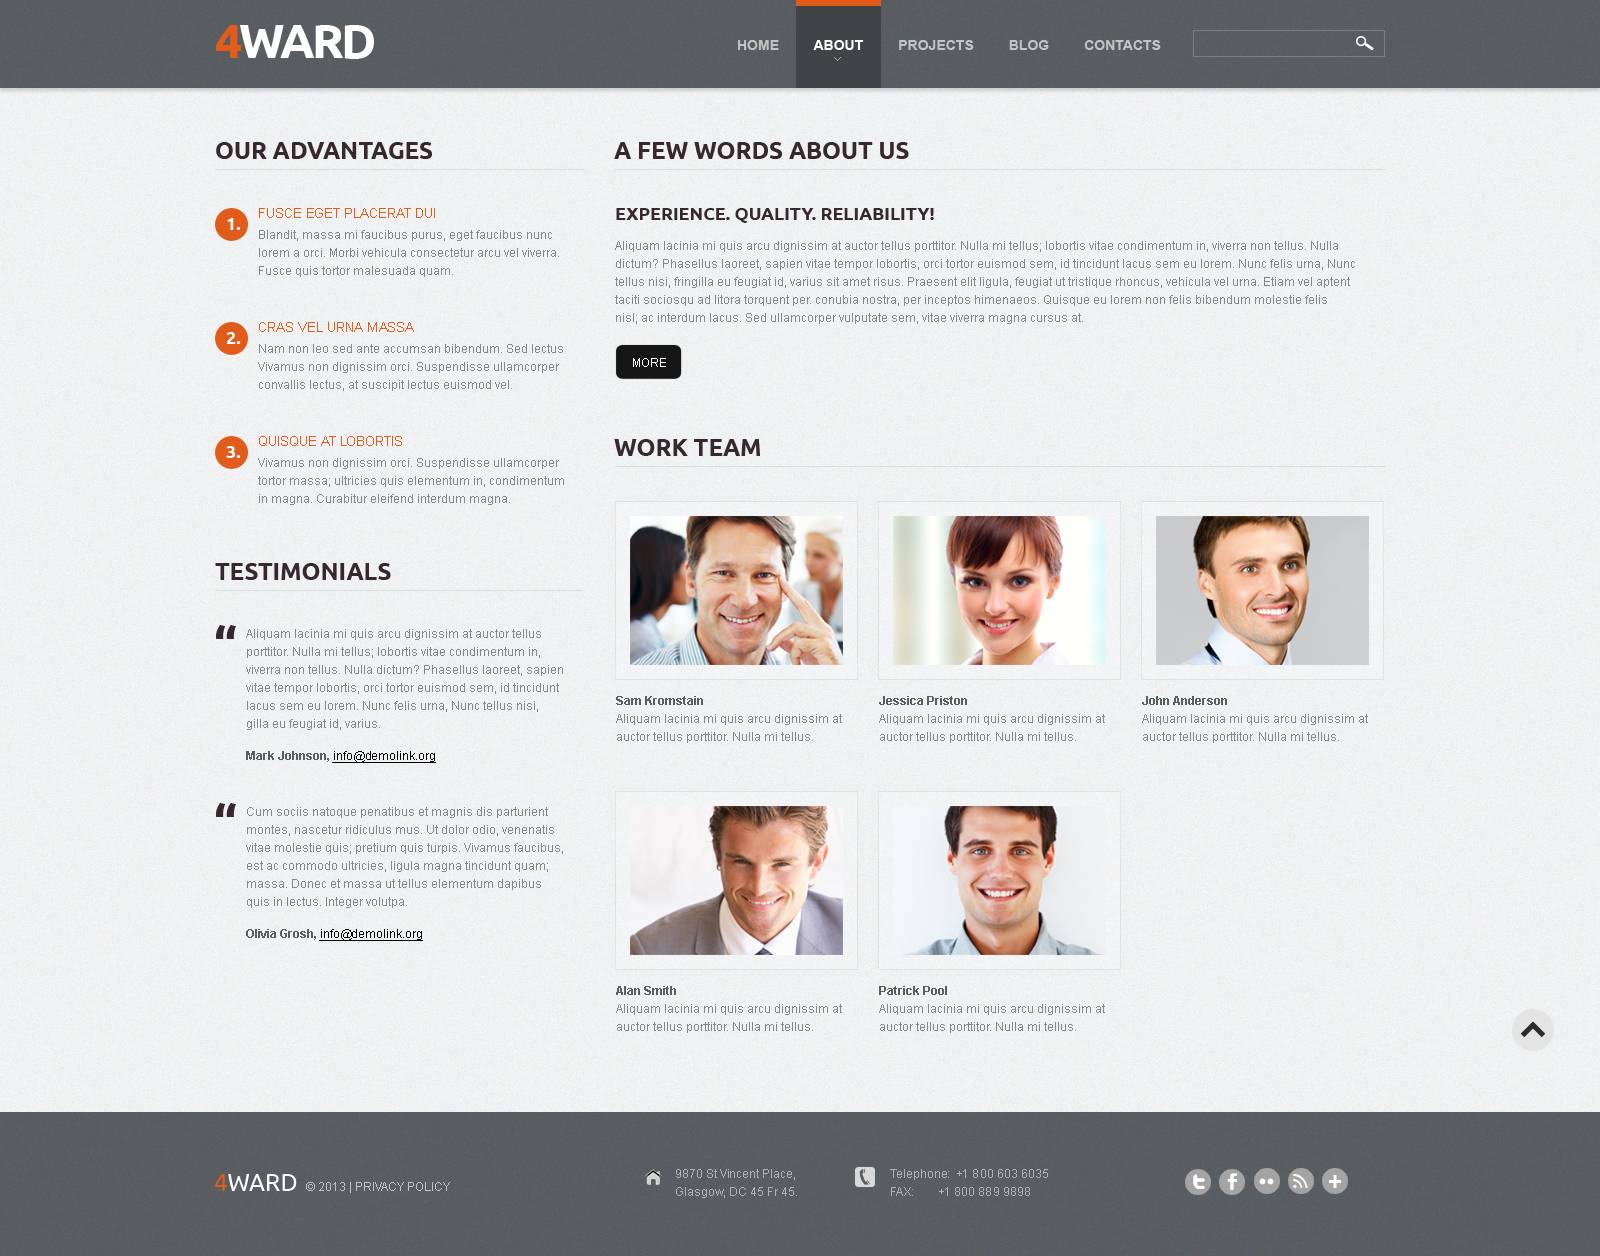 4WARD
HOME
ABOUT
PROJECTS
BLOG
CONTACTS
OUR ADVANTAGES
1.
FUSCE EGET PLACERAT DUI
Blandit, massa mi faucibus purus, eget faucibus nunc
lorem a orci. Morbi vehicula consectetur arcu vel viverra.
Fusce quis tortor malesuada quam.
2.
CRAS VEL URNA MASSA
Nam non leo sed ante accumsan bibendum. Sed lectus
Vivamus non dignissim orci. Suspendisse ullamcorper
convallis lectus, at suscipit lectus euismod vel.
3.
QUISQUE AT LOBORTIS
Vivamus non dignissim orci. Suspendisse ullamcorper
tortor massa; ultricies quis elementum in, condimentum
in magna. Curabitur eleifend interdum magna.
TESTIMONIALS
“
Aliquam lacinia mi quis arcu dignissim at auctor tellus
porttitor. Nulla mi tellus; lobortis vitae condimentum in,
viverra non tellus. Nulla dictum? Phasellus laoreet, sapien
vitae tempor lobortis, orci tortor euismod sem, id tincidunt
lacus sem eu lorem. Nunc felis urna, Nunc tellus nisi,
gilla eu feugiat id, varius.
Mark Johnson, info@demolink.org
“
Cum sociis natoque penatibus et magnis dis parturient
montes, nascetur ridiculus mus. Ut dolor odio, venenatis
vitae molestie quis; pretium quis turpis. Vivamus faucibus,
est ac commodo ultricies, ligula magna tincidunt quam;
massa. Donec et massa ut tellus elementum dapibus
quis in lectus. Integer volutpa.
Olivia Grosh, info@demolink.org
A FEW WORDS ABOUT US
EXPERIENCE. QUALITY. RELIABILITY!
Aliquam lacinia mi quis arcu dignissim at auctor tellus porttitor. Nulla mi tellus; lobortis vitae condimentum in, viverra non tellus. Nulla
dictum? Phasellus laoreet, sapien vitae tempor lobortis, orci tortor euismod sem, id tincidunt lacus sem eu lorem. Nunc felis urna, Nunc
tellus nisi, fringilla eu feugiat id, varius sit amet risus. Praesent elit ligula, feugiat ut tristique rhoncus, vehicula vel urna. Etiam vel aptent
taciti sociosqu ad litora torquent per. conubia nostra, per inceptos himenaeos. Quisque eu lorem non felis bibendum molestie felis
nisl; ac interdum lacus. Sed ullamcorper vulputate sem, vitae viverra magna cursus at.
MORE
WORK TEAM
Sam Kromstain
Aliquam lacinia mi quis arcu dignissim at
auctor tellus porttitor. Nulla mi tellus.
Jessica Priston
Aliquam lacinia mi quis arcu dignissim at
auctor tellus porttitor. Nulla mi tellus.
John Anderson
Aliquam lacinia mi quis arcu dignissim at
auctor tellus porttitor. Nulla mi tellus.
Alan Smith
Aliquam lacinia mi quis arcu dignissim at
auctor tellus porttitor. Nulla mi tellus.
Patrick Pool
Aliquam lacinia mi quis arcu dignissim at
auctor tellus porttitor. Nulla mi tellus.
4WARD © 2013 | PRIVACY POLICY
9870 St Vincent Place,
Glasgow, DC 45 Fr 45.
Telephone: +1 800 603 6035
FAX: +1 800 889 9898